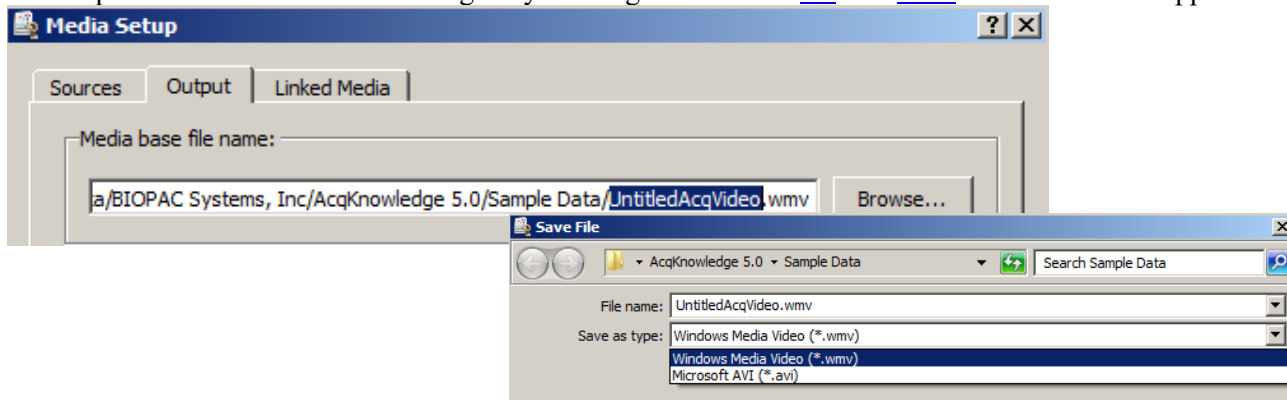 Media Setup
Sources Output Linked Media
Media base file name:
a/BIOPAC Systems, Inc/AcqKnowledge 5.0/Sample Data/UntitledAcqVideo.wmv Browse...
Save File
AcqKnowledge 5.0 Sample Data Search Sample Data
File name: UntitledAcqVideo.wmv
Save as type: Windows Media Video (*.wmv)
Windows Media Video (*.wmv)
Microsoft AVI (*.avi)